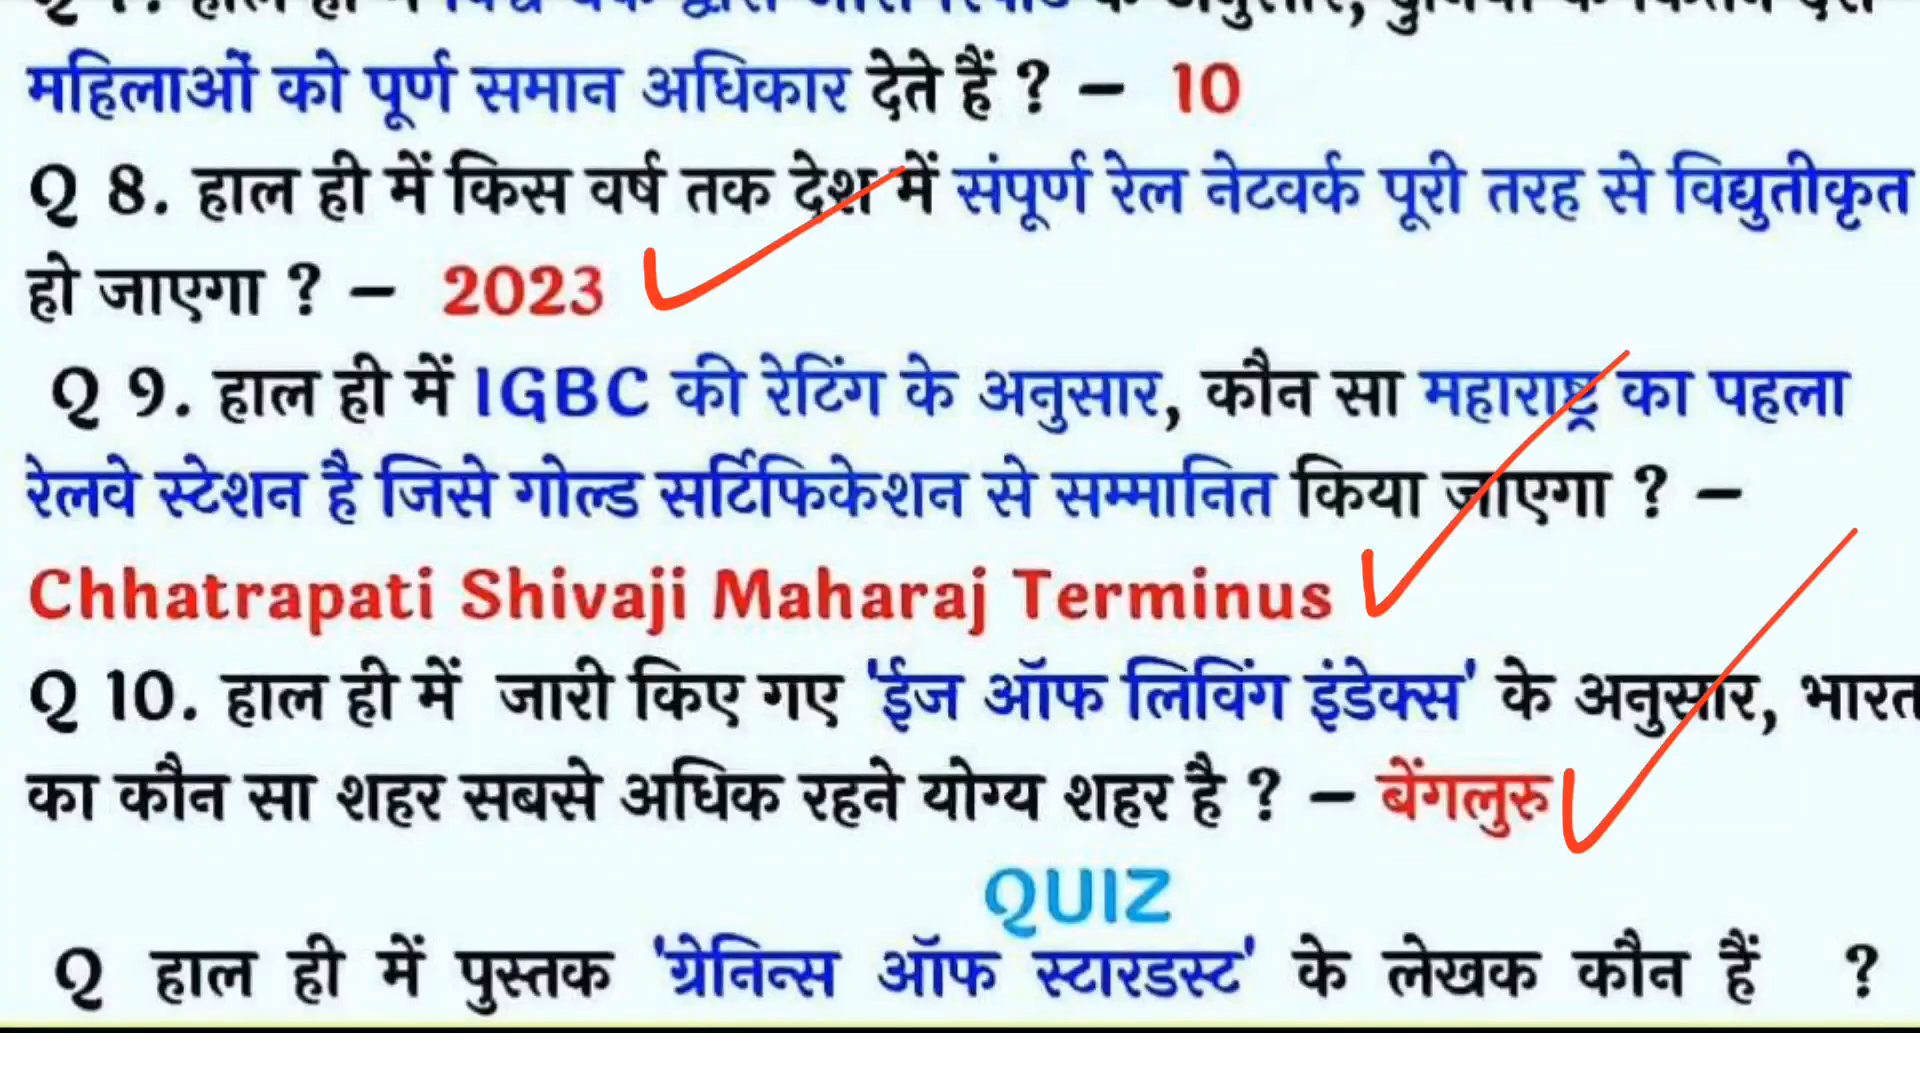 महिलाओं को पूर्ण समान अधिकार देते हैं ? – 10
Q 8. हाल ही में किस वर्ष तक देश में संपूर्ण रेल नेटवर्क पूरी तरह से विद्युतीकृत
हो जाएगा ? – 2023
Q 9. हाल ही में IGBC की रेटिंग के अनुसार, कौन सा महाराष्ट्र का पहला
रेलवे स्टेशन है जिसे गोल्ड सर्टिफिकेशन से सम्मानित किया जाएगा ? –
Chhatrapati Shivaji Maharaj Terminus
Q 10. हाल ही में जारी किए गए 'ईज ऑफ लिविंग इंडेक्स' के अनुसार, भारत
का कौन सा शहर सबसे अधिक रहने योग्य शहर है ? – बेंगलुरु
QUIZ
Q हाल ही में पुस्तक 'ग्रेनिन्स ऑफ स्टारडस्ट' के लेखक कौन हैं ?